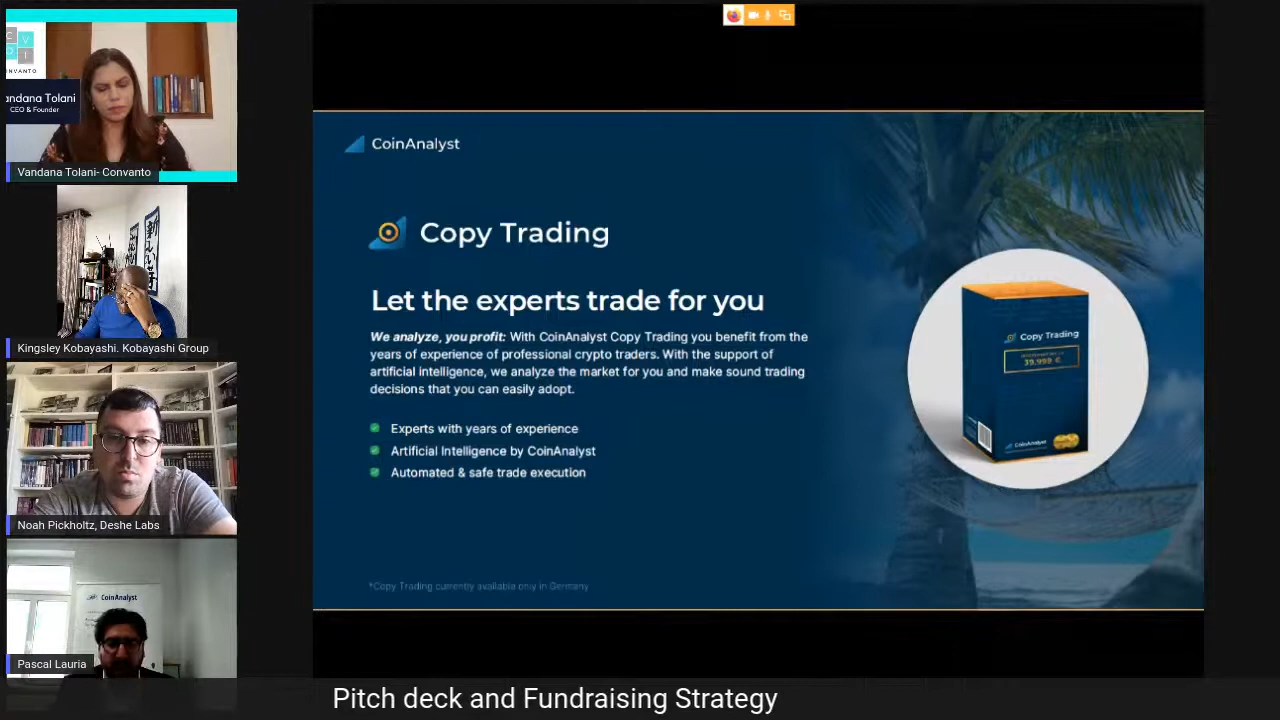 C V
I
INVANTO
andana Tolani
CEO & Founder
Vandana Tolani- Convanto
Kingsley Kobayashi. Kobayashi Group
Noah Pickholtz, Deshe Labs
CoinAnalyst
Pascal Lauria
CoinAnalyst
Copy Trading
Let the experts trade for you
We analyze, you profit: With CoinAnalyst Copy Trading you benefit from the
years of experience of professional crypto traders. With the support of
artificial intelligence, we analyze the market for you and make sound trading
decisions that you can easily adopt.
Experts with years of experience
Artificial Intelligence by CoinAnalyst
Automated & safe trade execution
*Copy Trading currently available only in Germany
Copy Trading
39.999 €
CoinAnalyst
Pitch deck and Fundraising Strategy